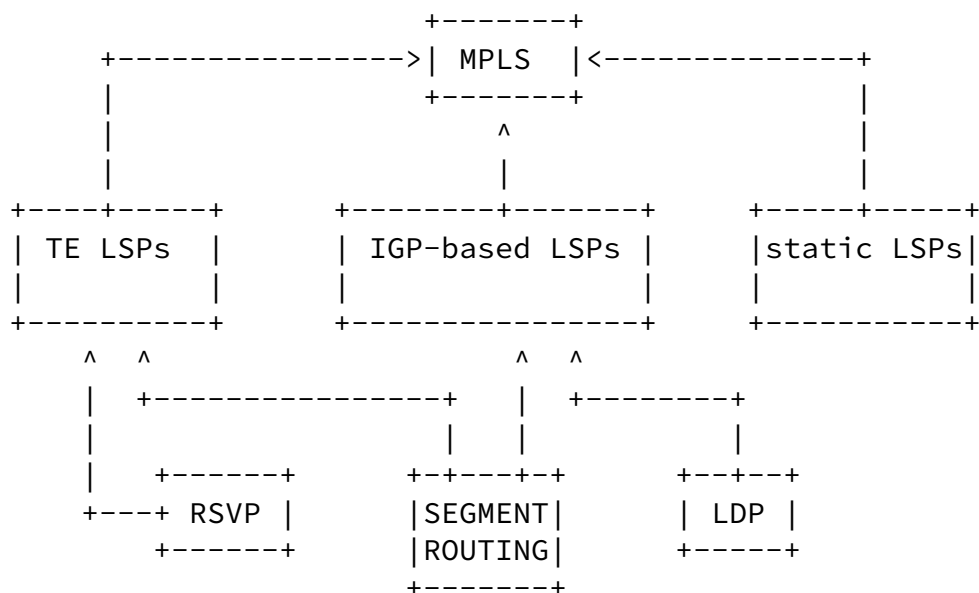 MPLS
TE LSPs IGP-based LSPs static LSPs
RSVP SEGMENT LDP
ROUTING